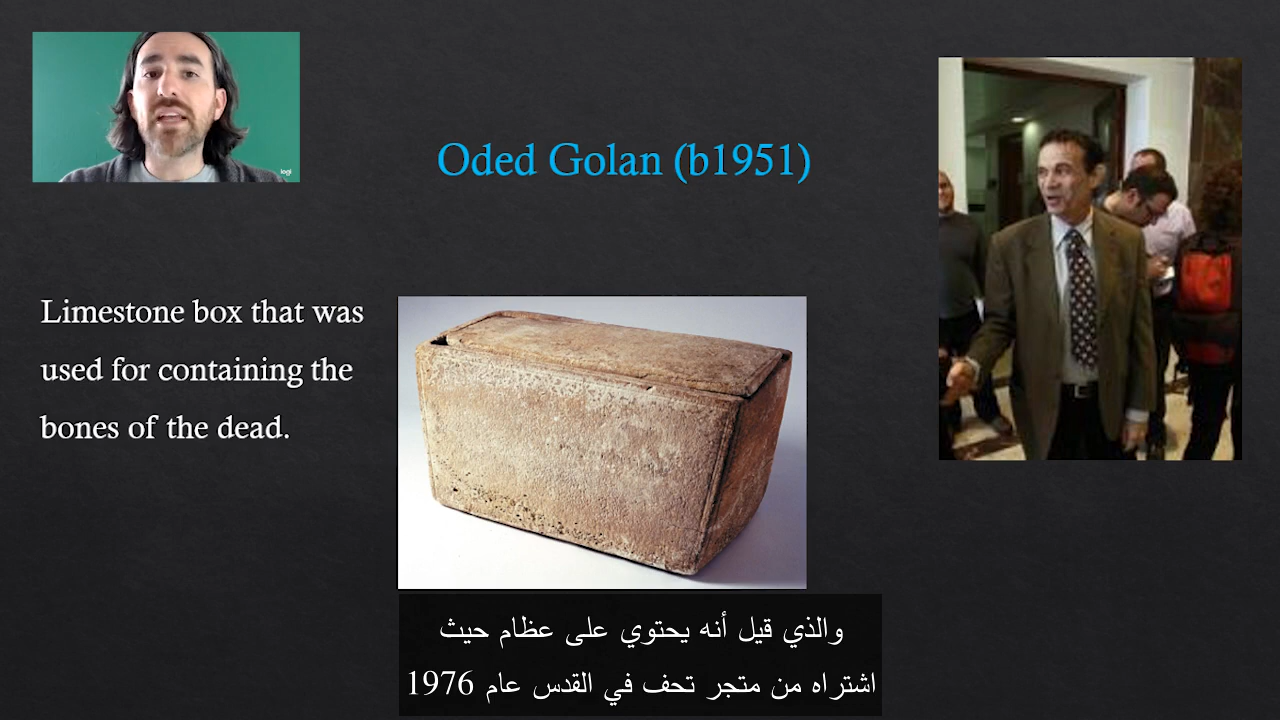 logi
Oded Golan (b1951)
Limestone box that was
used for containing the
bones of the dead.
والذي قيل أنه يحتوي على عظام حيث
اشتراه من متجر تحف في القدس عام 1976